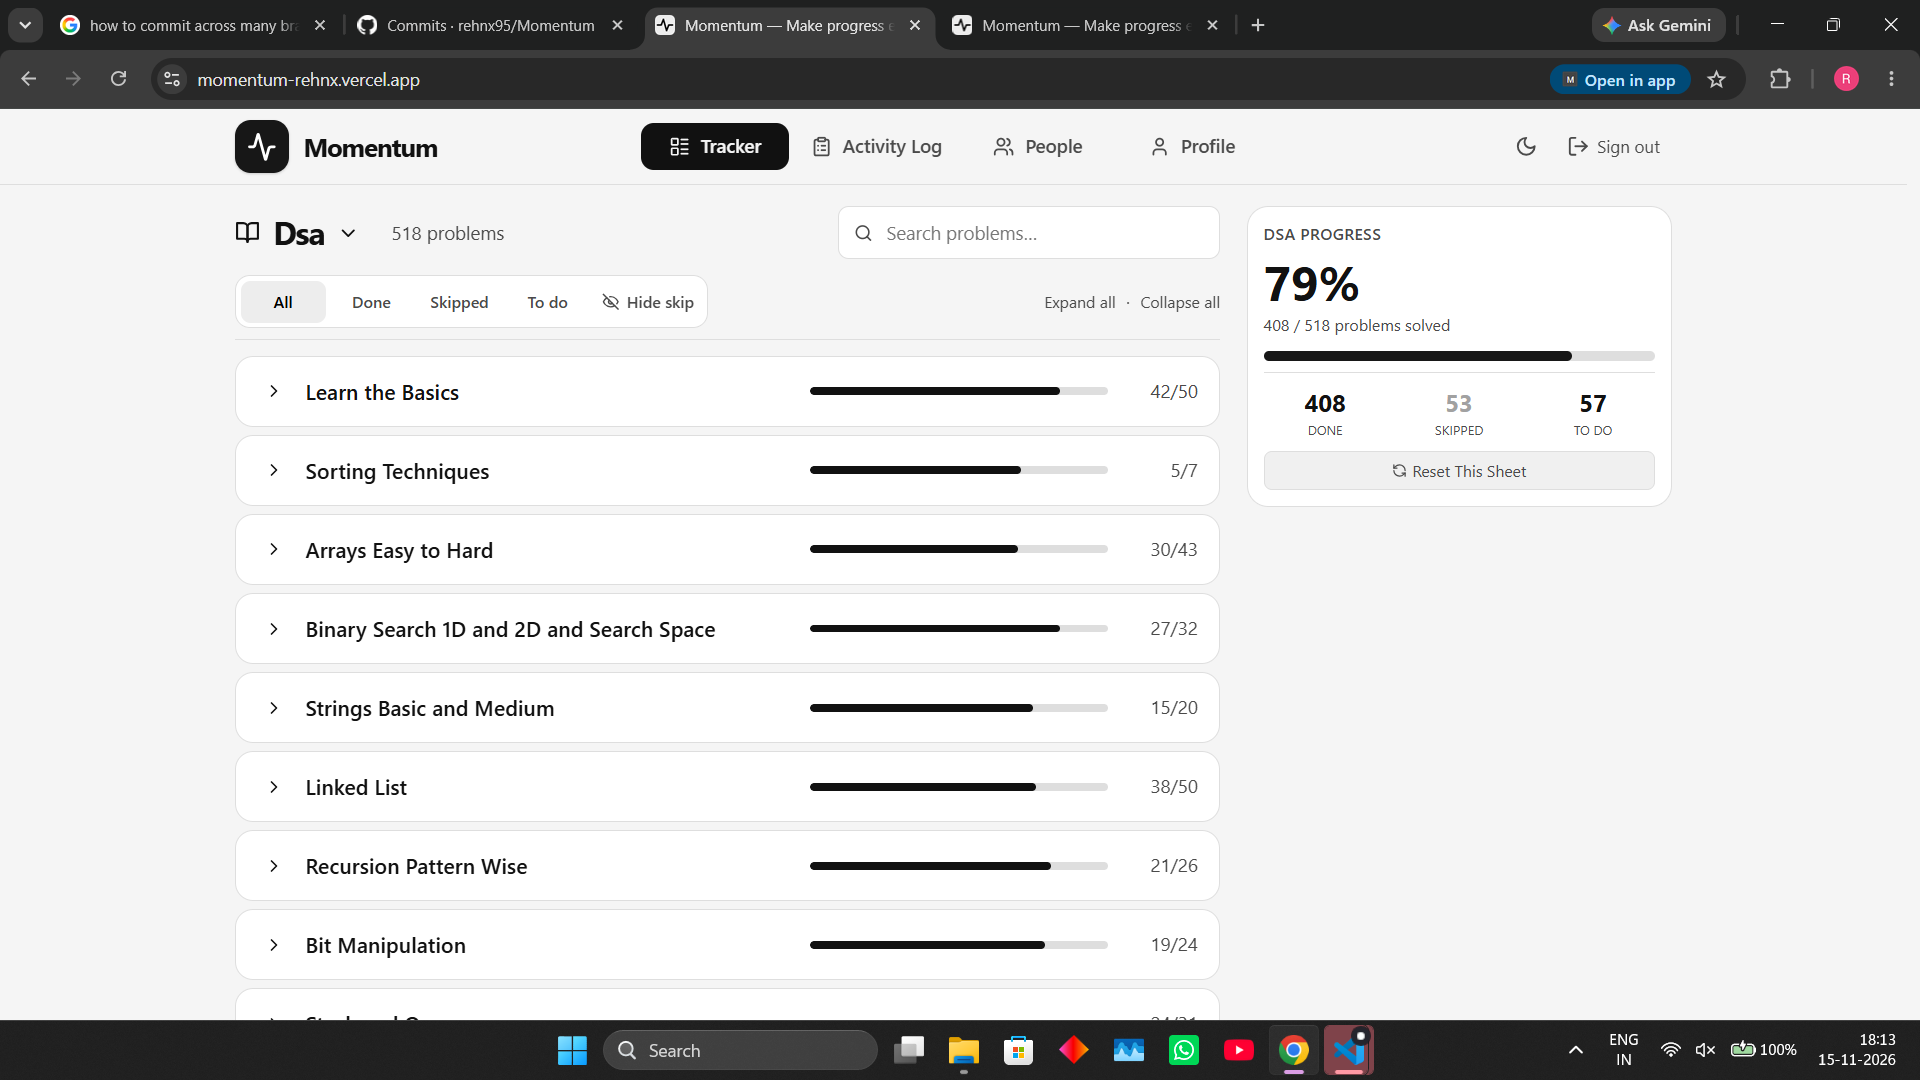 how to commit across many bra
Commits · rehnx95/Momentum
Momentum — Make progress e
Momentum — Make progress e
Ask Gemini
momentum-rehnx.vercel.app
M Open in app
R
Momentum
Tracker
Activity Log
People
Profile
Sign out
Dsa
518 problems
Search problems...
All
Done
Skipped
To do
Hide skip
Expand all · Collapse all
Learn the Basics 42/50
Sorting Techniques 5/7
Arrays Easy to Hard 30/43
Binary Search 1D and 2D and Search Space 27/32
Strings Basic and Medium 15/20
Linked List 38/50
Recursion Pattern Wise 21/26
Bit Manipulation 19/24
DSA PROGRESS
79%
408 / 518 problems solved
408 53 57
DONE SKIPPED TO DO
Reset This Sheet
Search
ENG
IN
100%
18:13
15-11-2026